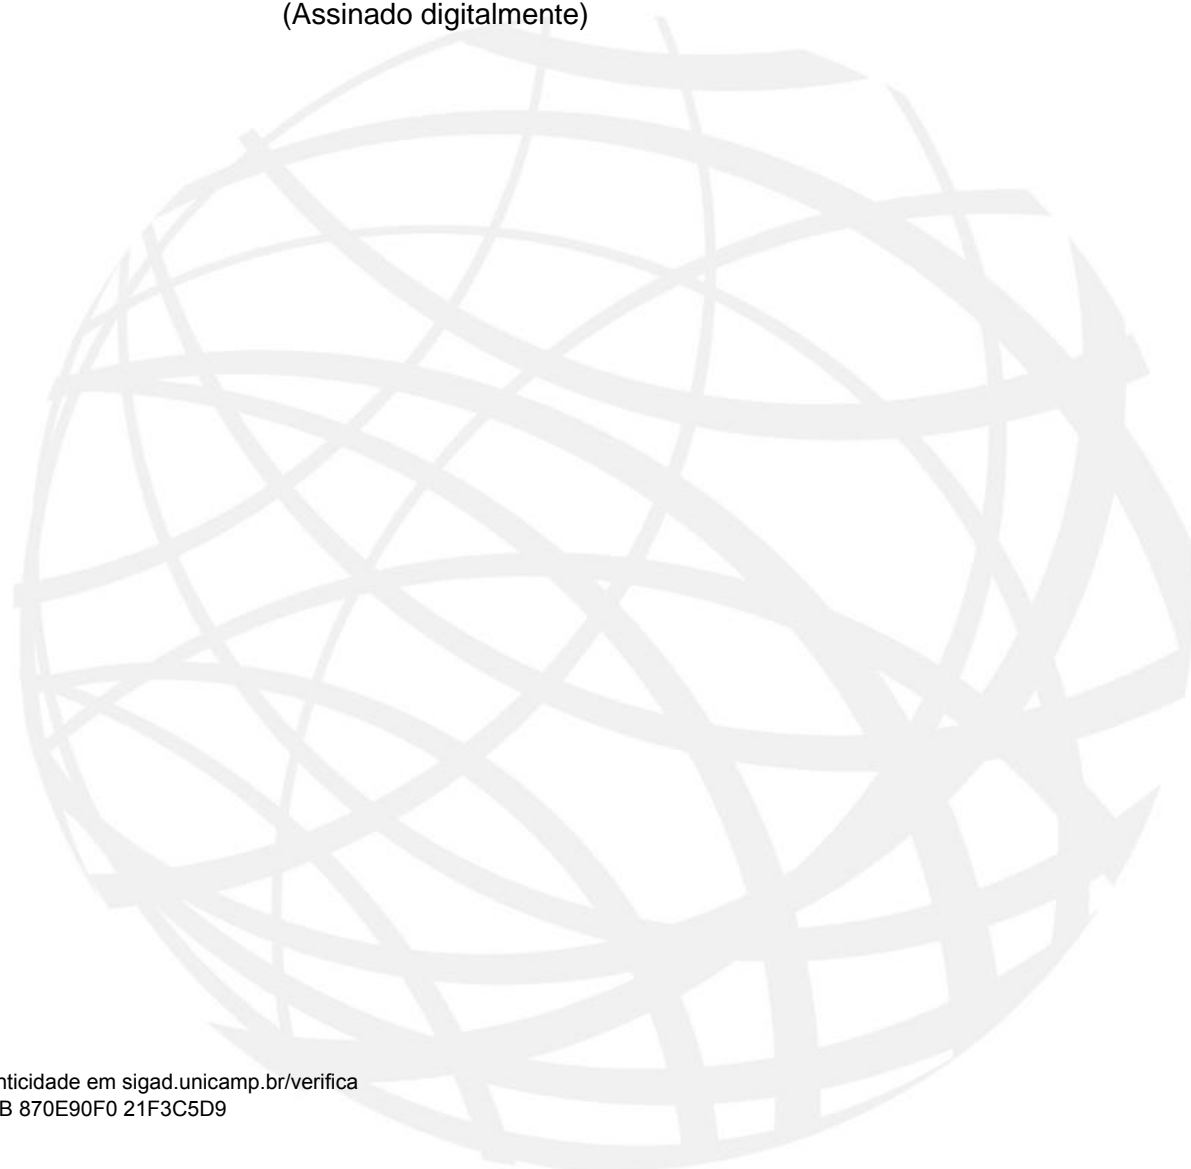 (Assinado digitalmente)
nticidade em sigad.unicamp.br/verifica
B 870E90F0 21F3C5D9